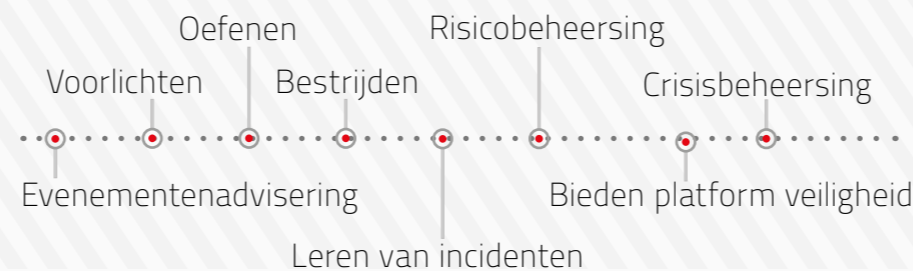 Oefenen
Risicobeheersing
Voorlichten
Bestrijden
Crisisbeheersing
Evenementenadvisering
Bieden platform veiligheid
Leren van incidenten